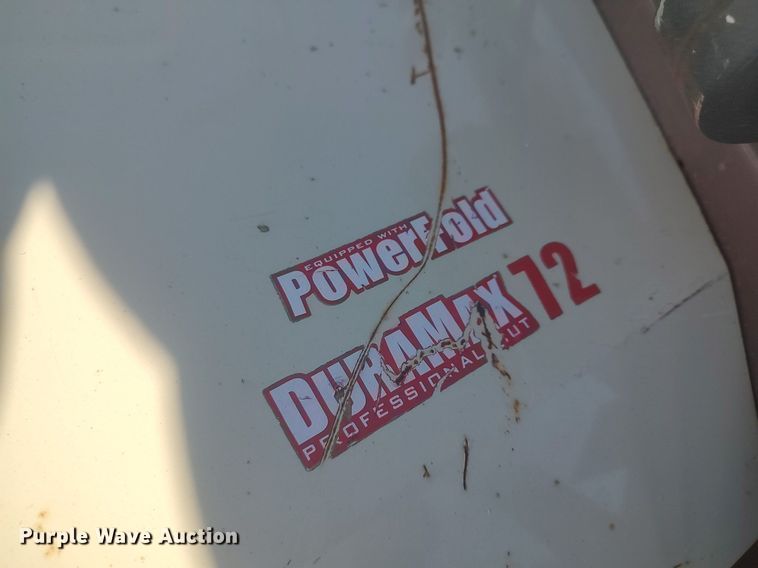 EQUIPPED WITH
PowerFold
DURAMAX 72
PROFESSIONAL CUT
Purple Wave Auction